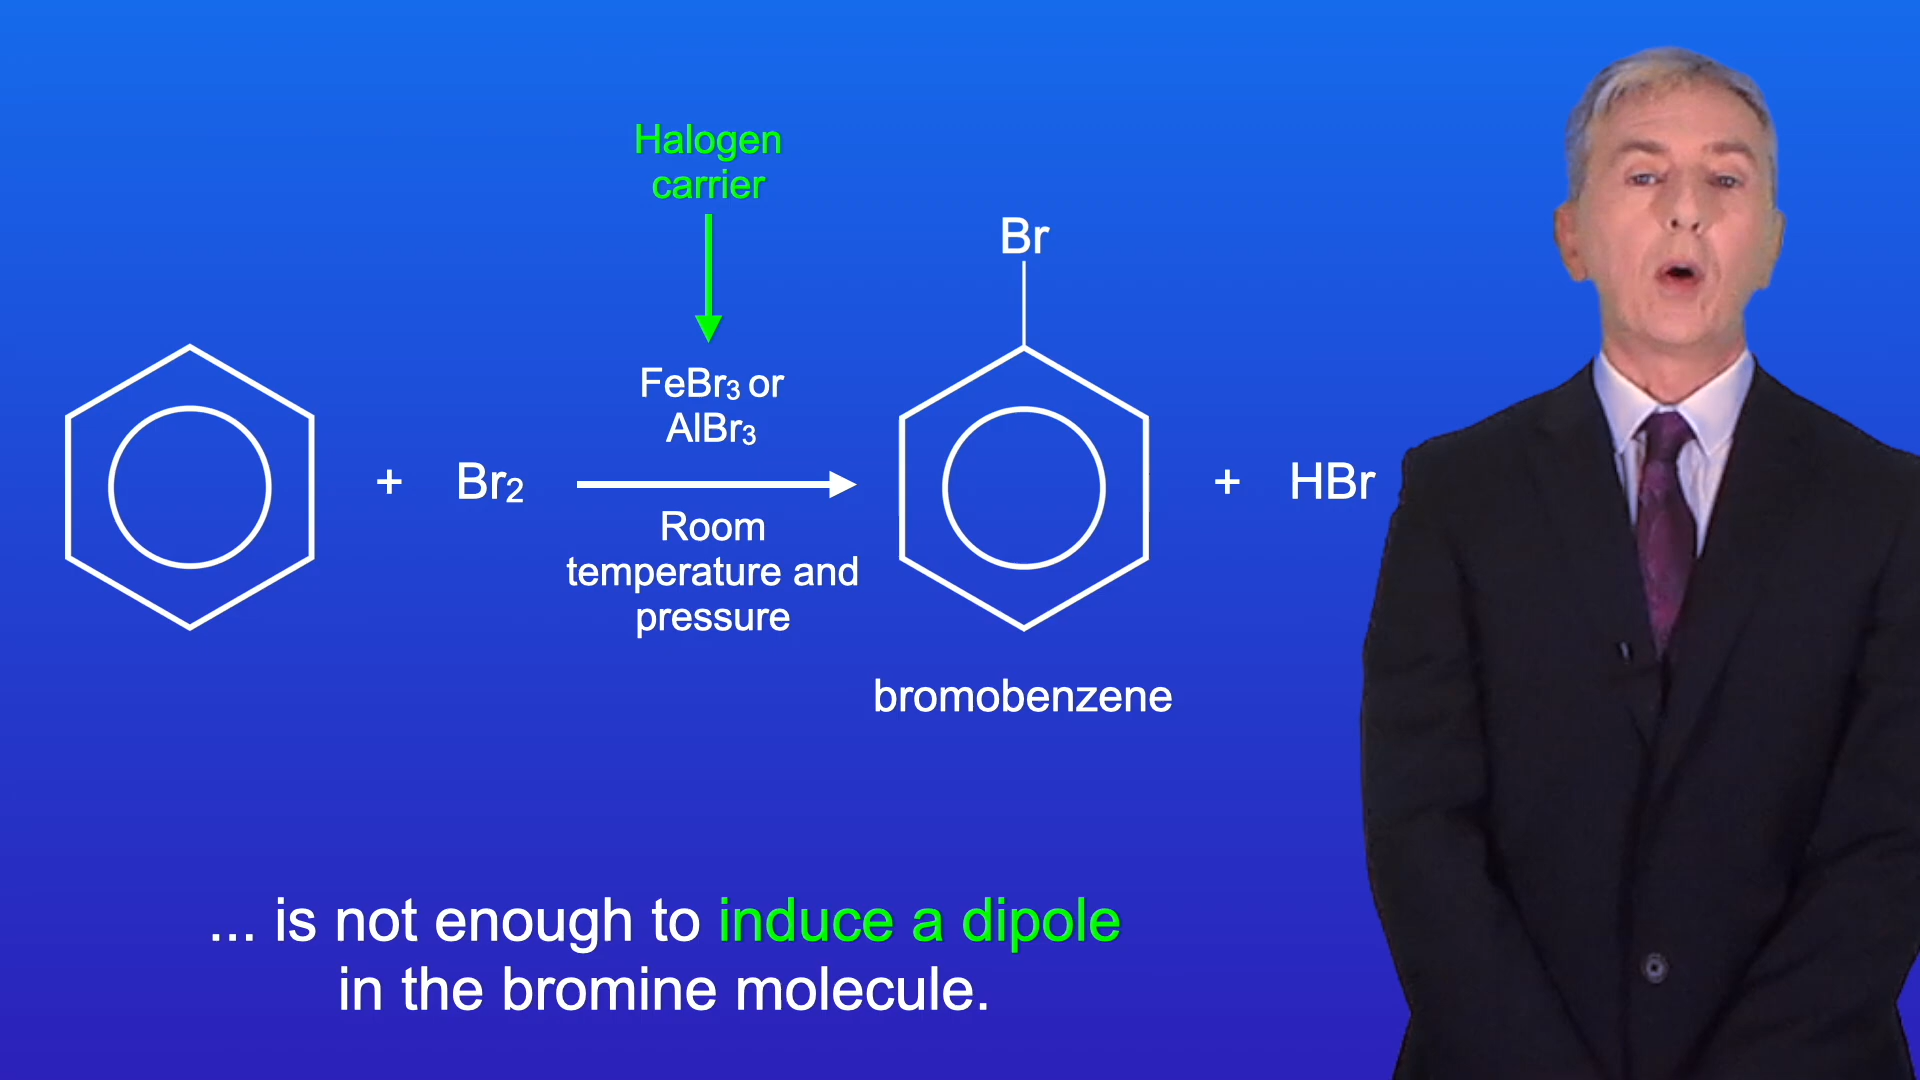 Halogen
carrier
Br
FeBr₃ or
AlBr₃
+ Br₂
+ HBr
Room
temperature and
pressure
bromobenzene
... is not enough to induce a dipole
in the bromine molecule.